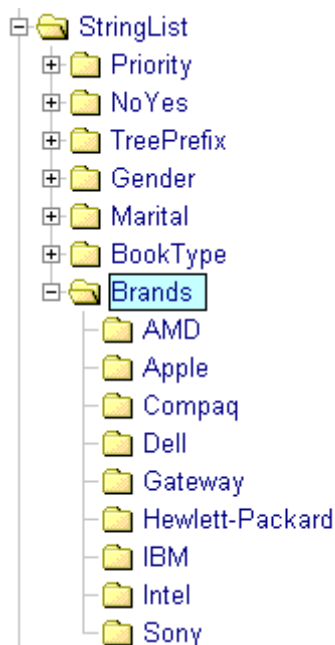 StringList
Priority
NoYes
TreePrefix
Gender
Marital
BookType
Brands
AMD
Apple
Compaq
Dell
Gateway
Hewlett-Packard
IBM
Intel
Sony